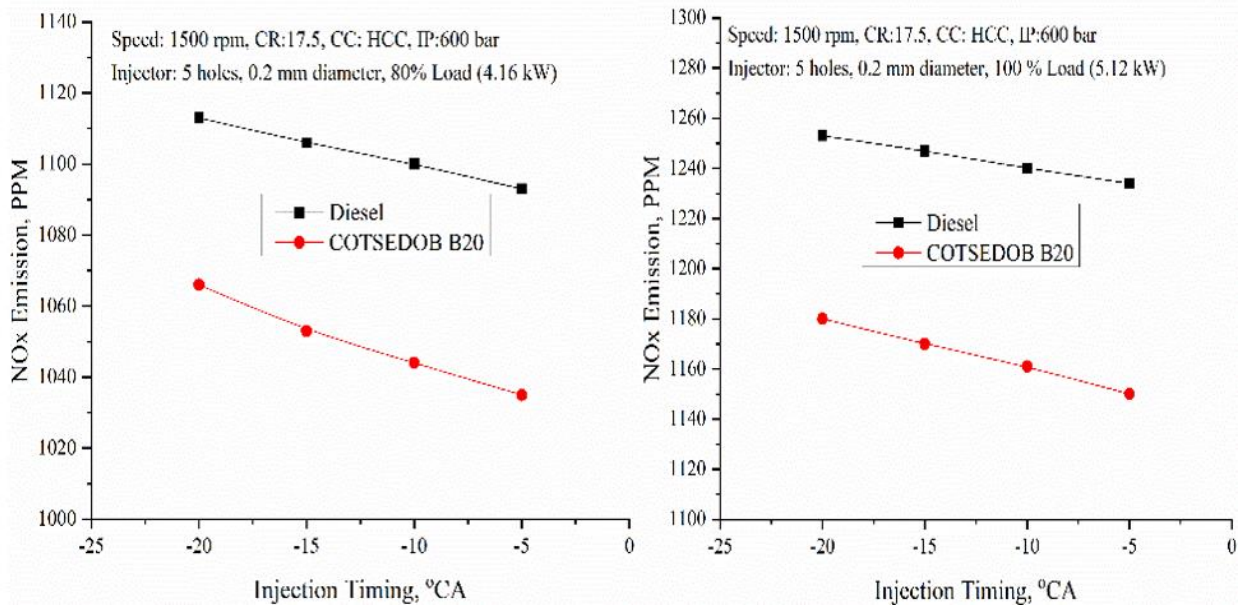 Speed: 1500 rpm, CR:17.5, CC: HCC, IP:600 bar
Injector: 5 holes, 0.2 mm diameter, 80% Load (4.16 kW)
1140
1120
1100
1080
1060
1040
1020
1000
NOx Emission, PPM
Diesel
COTSEDOB B20
-25
-20
-15
-10
-5
0
Injection Timing, °CA
Speed: 1500 rpm, CR:17.5, CC: HCC, IP:600 bar
Injector: 5 holes, 0.2 mm diameter, 100 % Load (5.12 kW)
1300
1280
1260
1240
1220
1200
1180
1160
1140
1120
1100
NOx Emission, PPM
Diesel
COTSEDOB B20
-25
-20
-15
-10
-5
0
Injection Timing, °CA